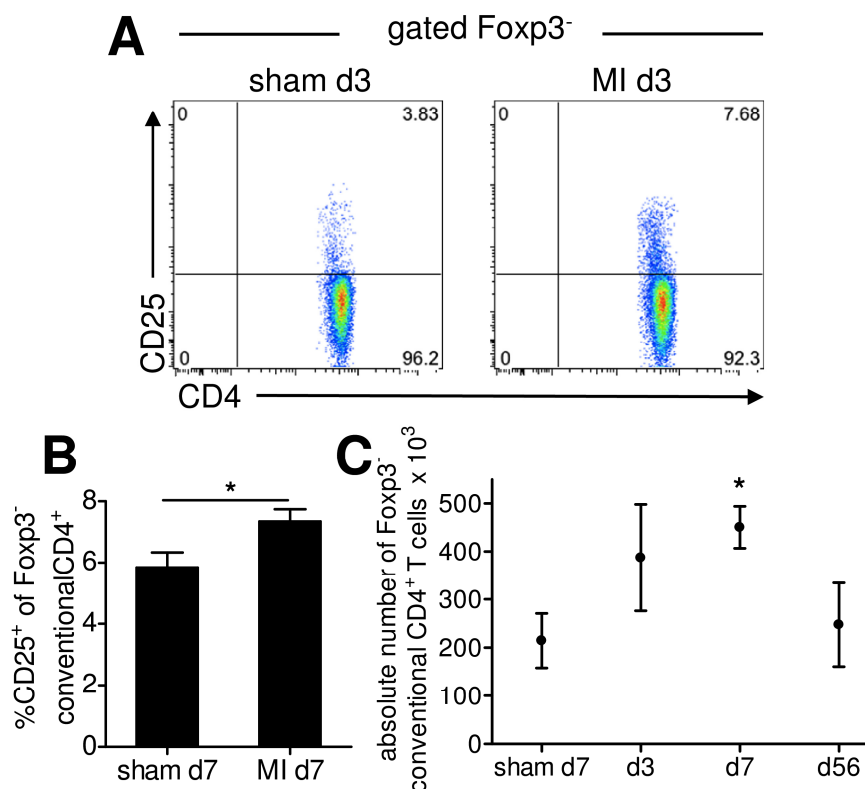 A
gated Foxp3⁻
sham d3
MI d3
0 3.83
0 7.68
0 96.2
0 92.3
CD25
CD4
B
%CD25⁺ of Foxp3⁻
conventionalCD4⁺
8
6
4
2
0
*
sham d7 MI d7
C
absolute number of Foxp3⁻
conventional CD4⁺ T cells x 10³
500
400
300
200
100
0
*
sham d7 d3 d7 d56